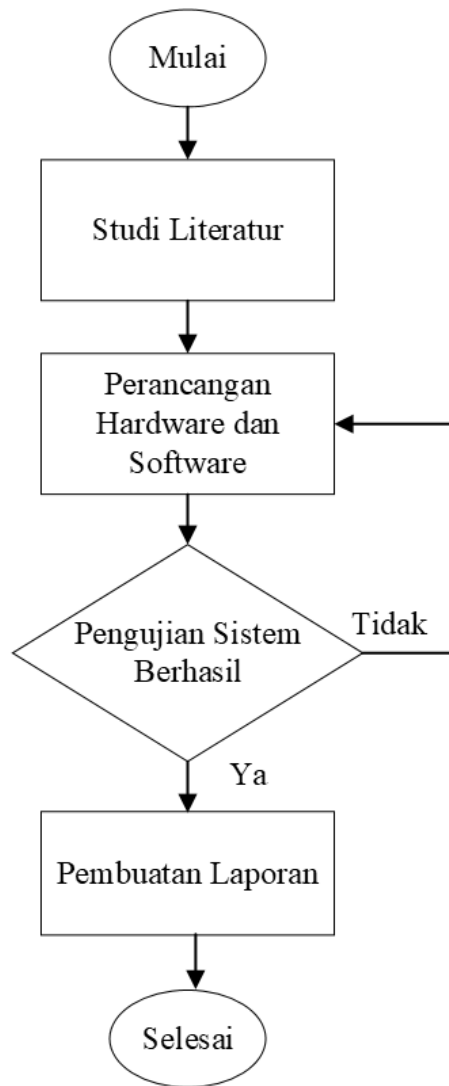 Mulai
Studi Literatur
Perancangan
Hardware dan
Software
Pengujian Sistem
Berhasil
Tidak
Ya
Pembuatan Laporan
Selesai